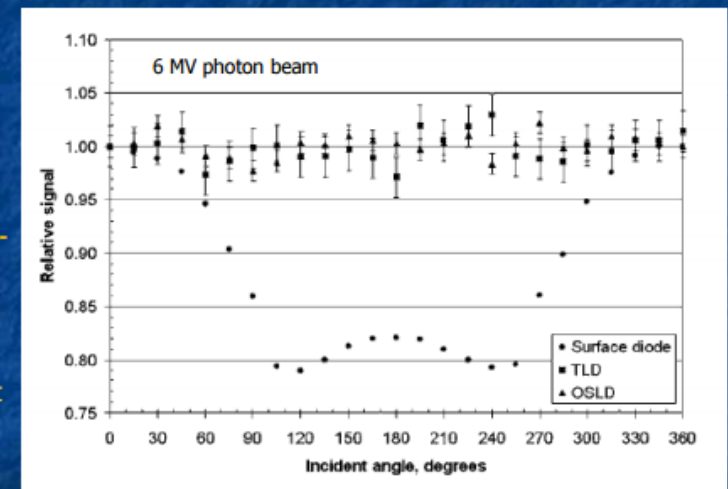 1.10
6 MV photon beam
1.05
1.00
0.95
0.90
0.85
0.80
0.75
Relative signal
Surface diode
TLD
OSLD
0 30 60 90 120 150 180 210 240 270 300 330 360
Incident angle, degrees